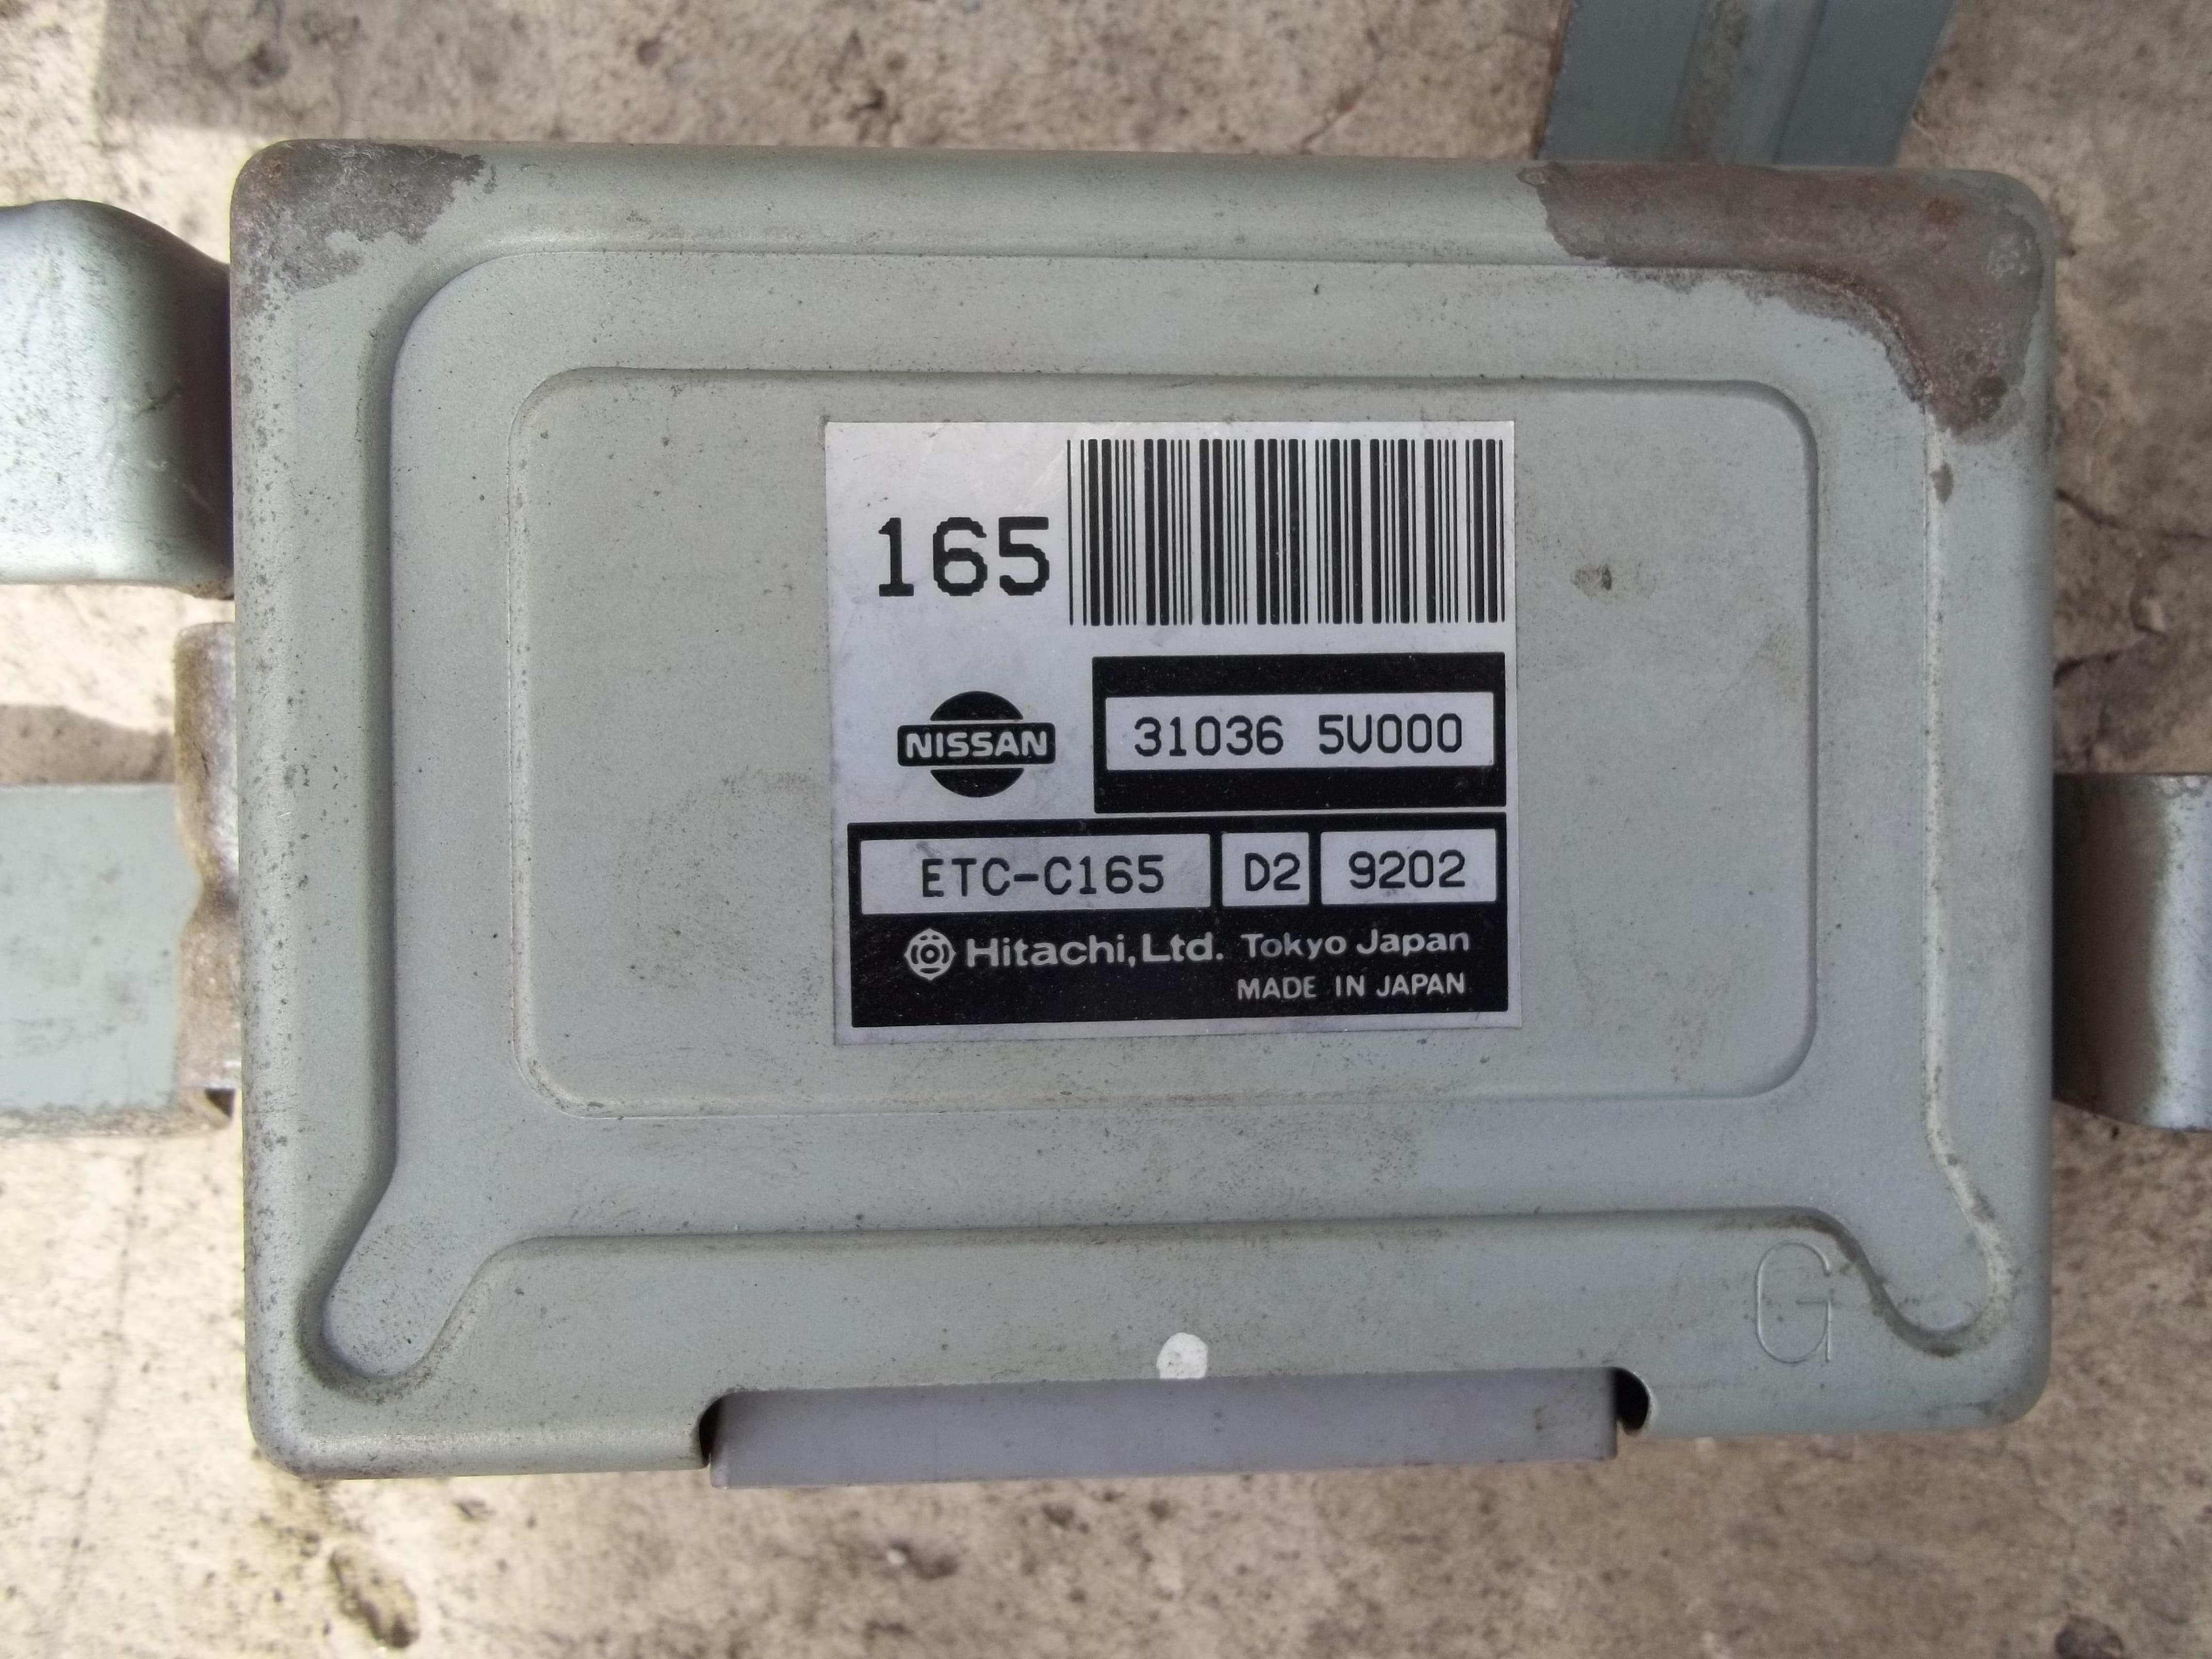 165
NISSAN
31036 5V000
ETC-C165 D2 9202
Hitachi, Ltd. Tokyo Japan
MADE IN JAPAN
G